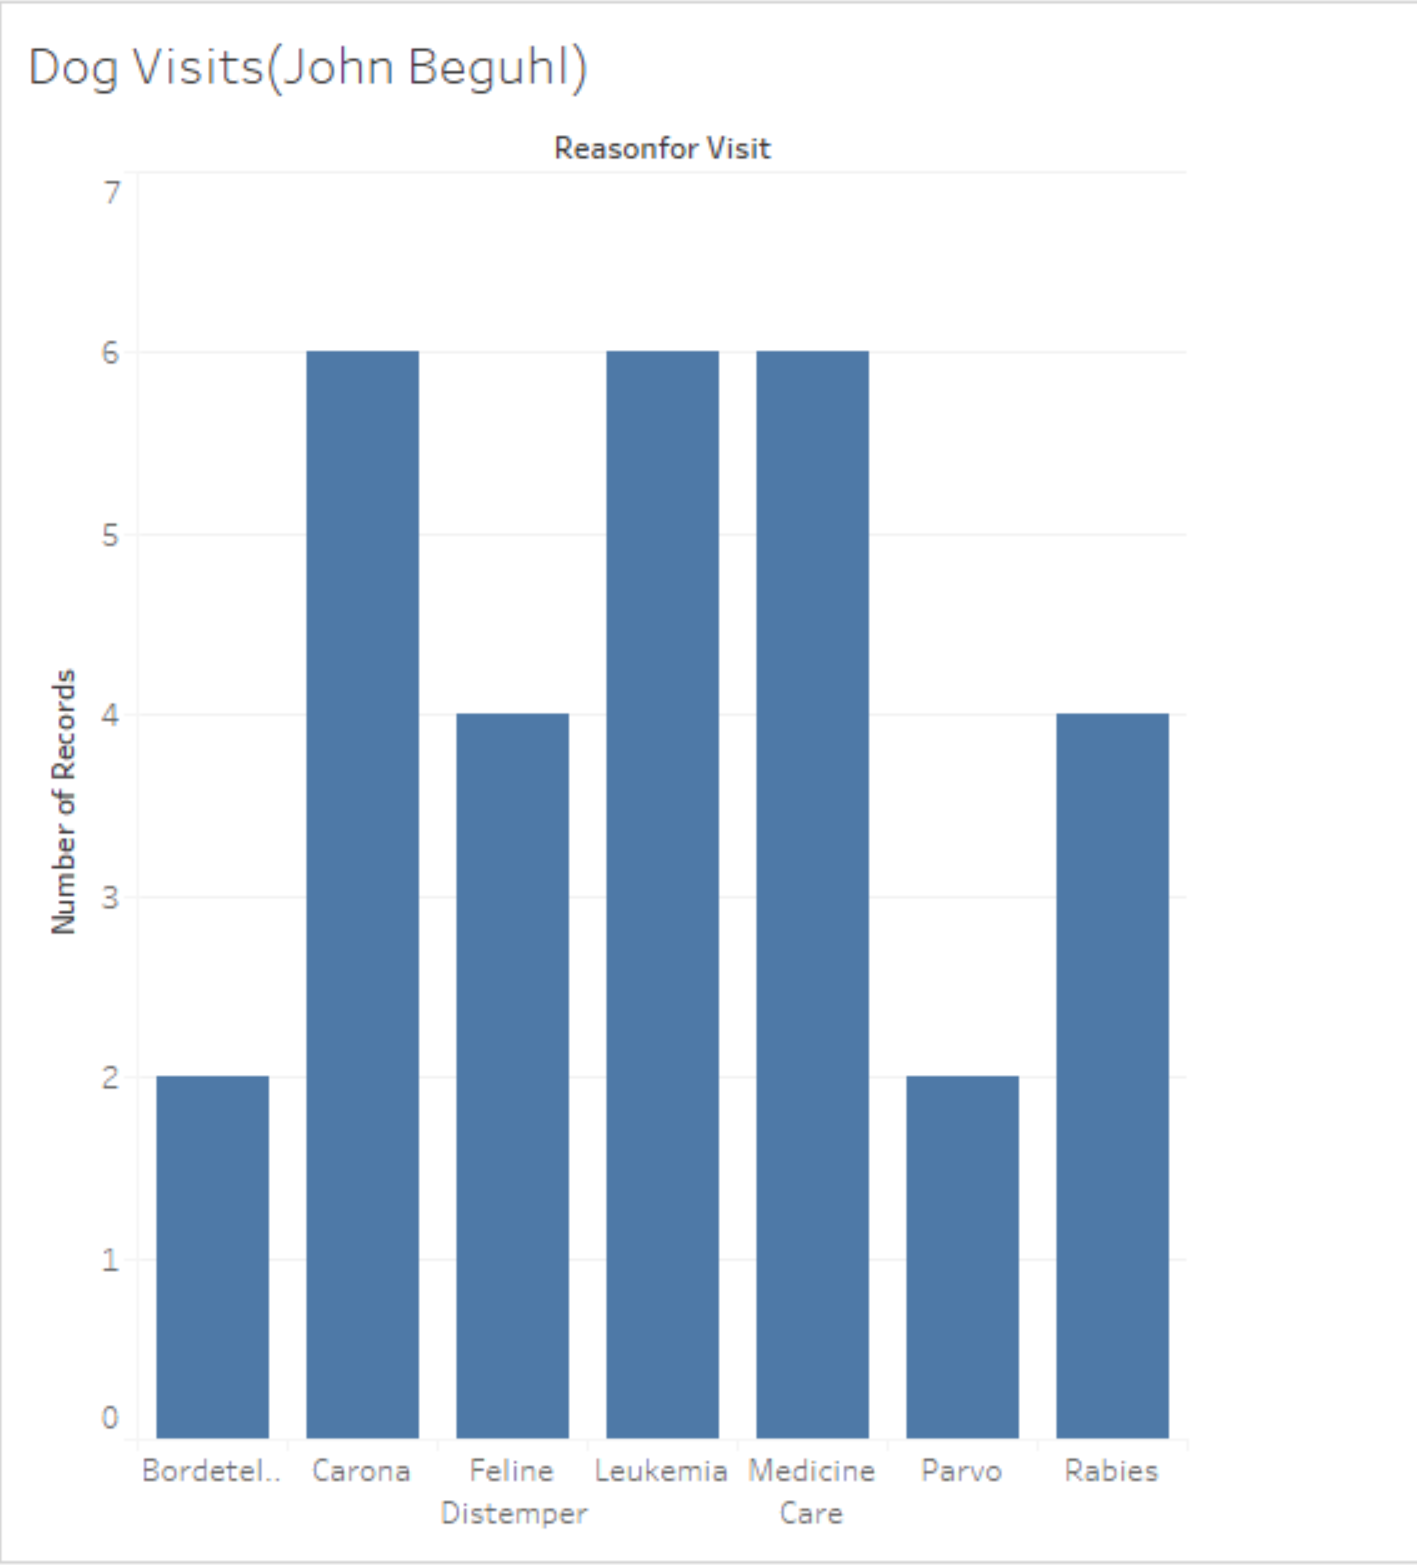 Dog Visits(John Beguhl)
Reasonfor Visit
7
6
5
4
3
2
1
0
Number of Records
Bordetel.. Carona Feline Leukemia Medicine Parvo Rabies
Distemper Care